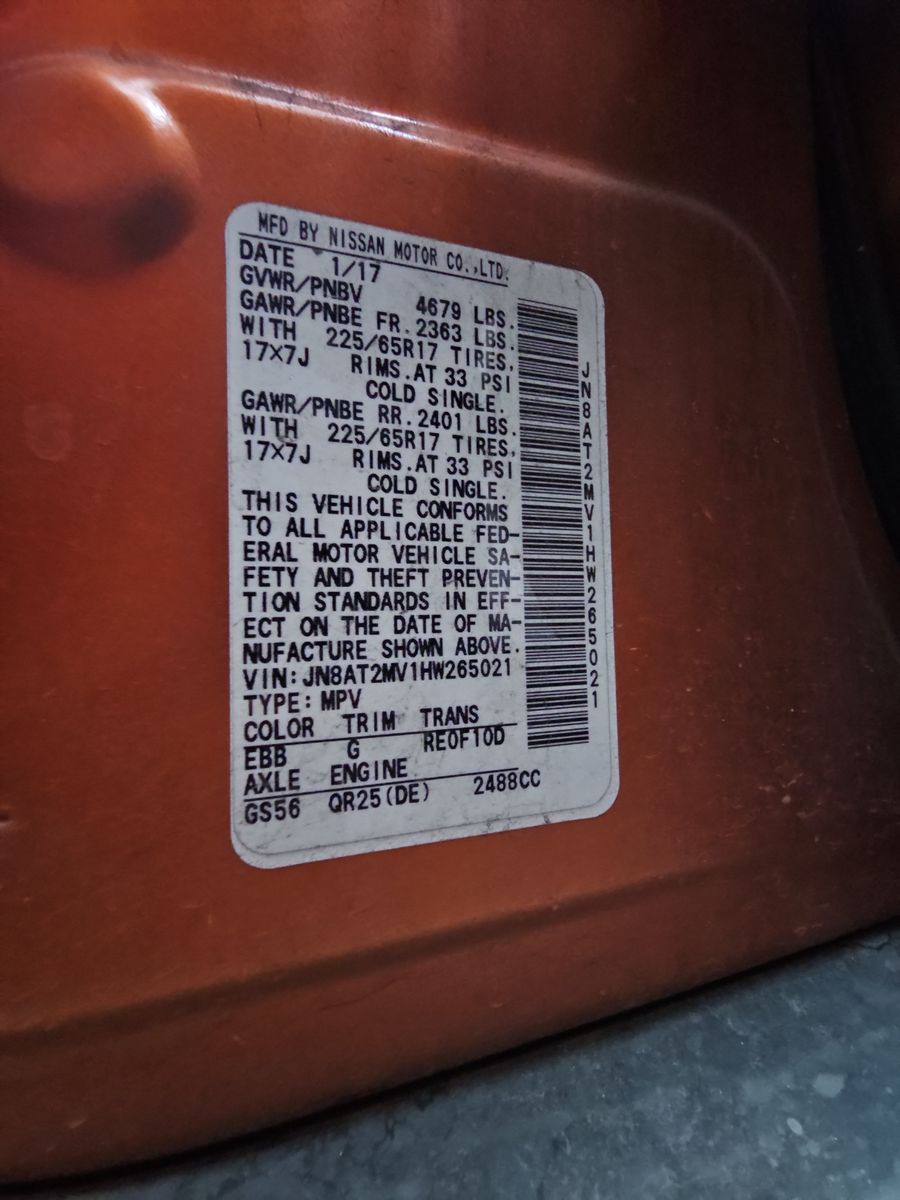 MFD BY NISSAN MOTOR CO.,LTD.
DATE 1/17
GVWR/PNBV 4679 LBS.
GAWR/PNBE FR. 2363 LBS.
WITH 225/65R17 TIRES,
17×7J RIMS.AT 33 PSI
COLD SINGLE.
GAWR/PNBE RR. 2401 LBS.
WITH 225/65R17 TIRES,
17×7J RIMS.AT 33 PSI
COLD SINGLE.
THIS VEHICLE CONFORMS
TO ALL APPLICABLE FED-
ERAL MOTOR VEHICLE SA-
FETY AND THEFT PREVEN-
TION STANDARDS IN EFF-
ECT ON THE DATE OF MA-
NUFACTURE SHOWN ABOVE.
VIN: JN8AT2MV1HW265021
TYPE: MPV
COLOR TRIM TRANS
EBB G RE0F10D
AXLE ENGINE
GS56 QR25(DE) 2488CC
JN8AT2MV1HW265021